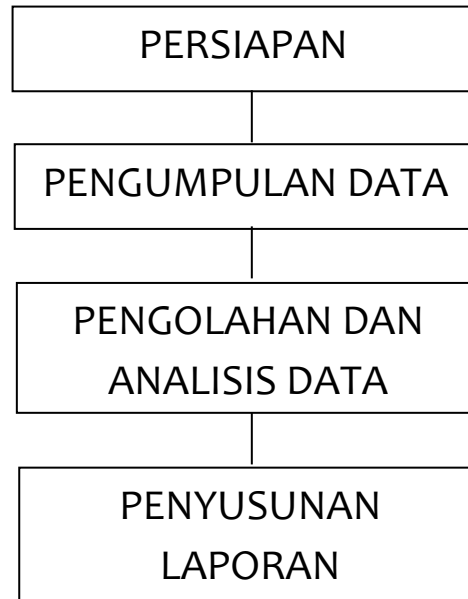 PERSIAPAN
PENGUMPULAN DATA
PENGOLAHAN DAN
ANALISIS DATA
PENYUSUNAN
LAPORAN